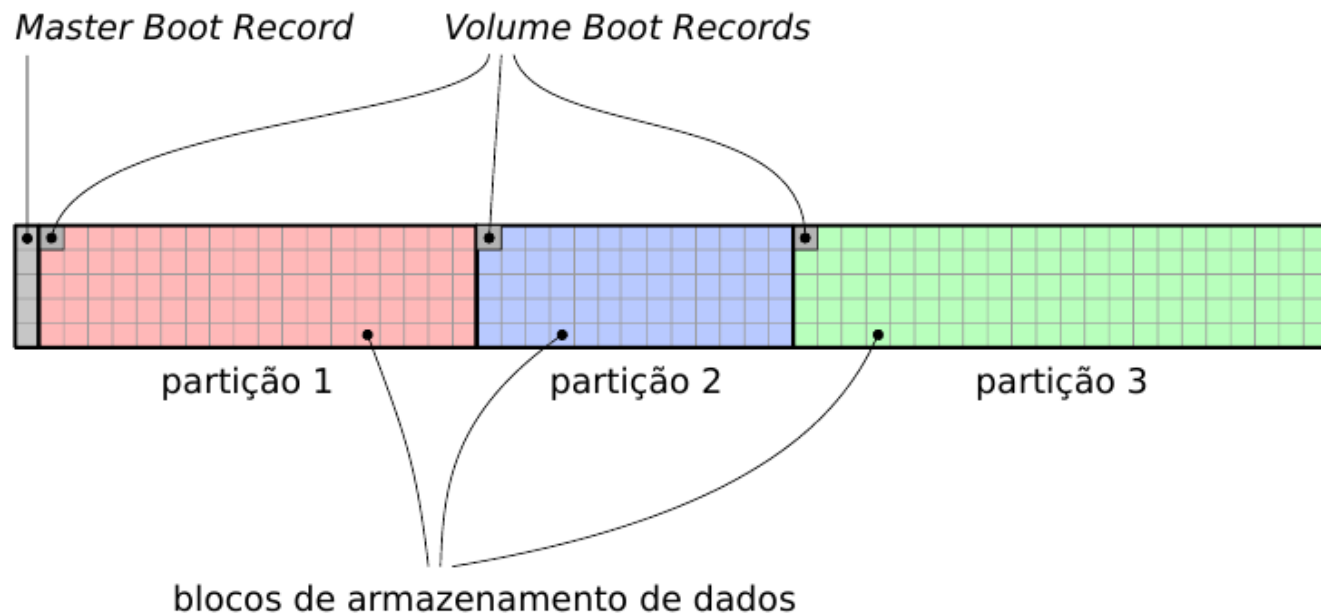 Master Boot Record
Volume Boot Records
partição 1
partição 2
partição 3
blocos de armazenamento de dados